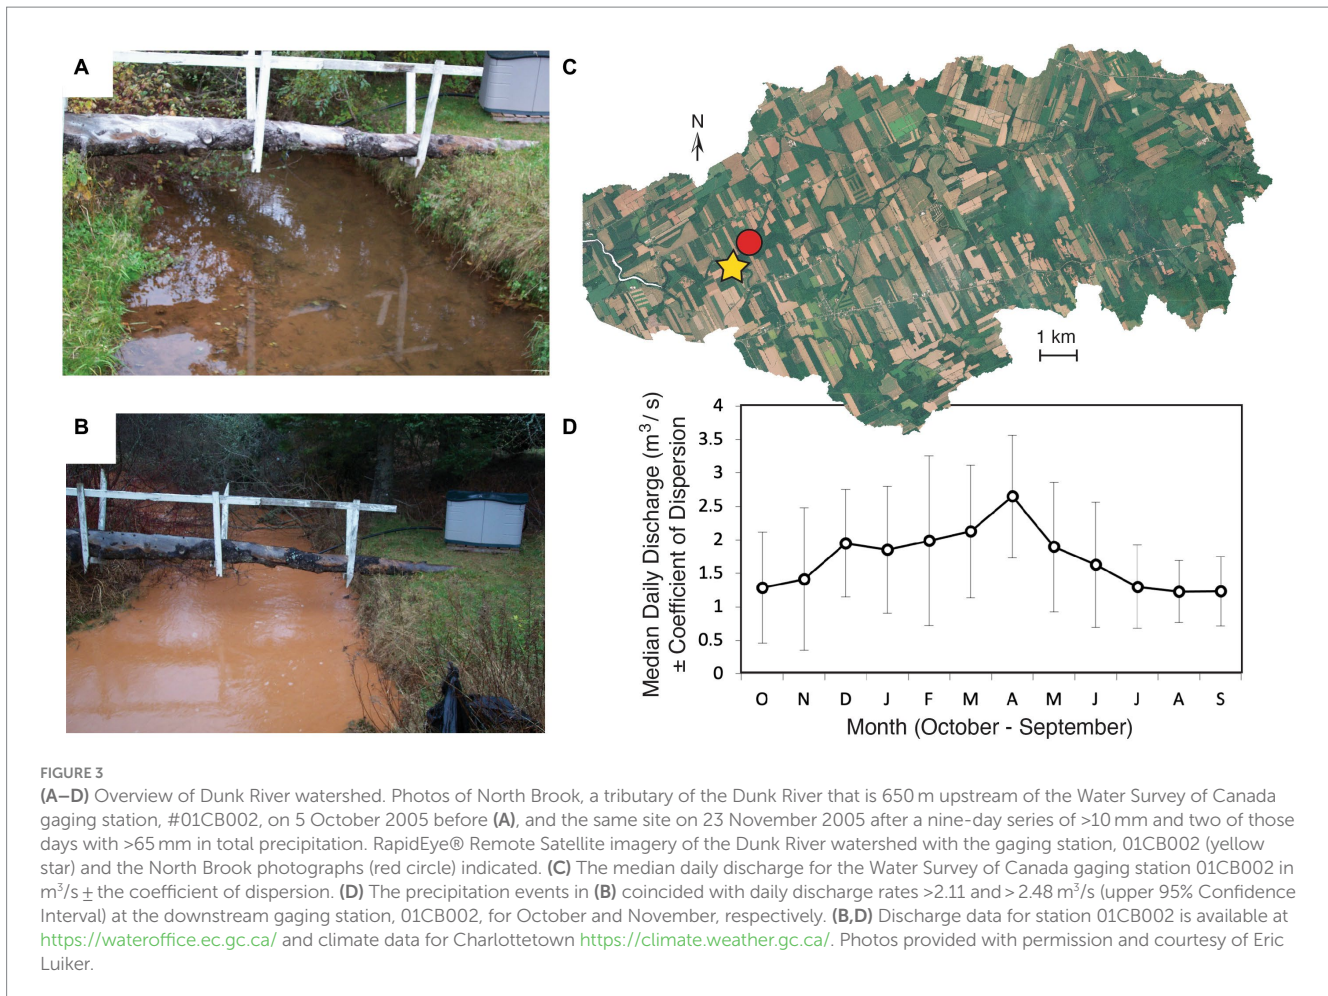 A
C
N
1 km
B
D
Median Daily Discharge (m³/ s)
± Coefficient of Dispersion
4
3.5
3
2.5
2
1.5
1
0.5
0
O N D J F M A M J J A S
Month (October - September)
FIGURE 3
(A–D) Overview of Dunk River watershed. Photos of North Brook, a tributary of the Dunk River that is 650 m upstream of the Water Survey of Canada
gaging station, #01CB002, on 5 October 2005 before (A), and the same site on 23 November 2005 after a nine-day series of >10 mm and two of those
days with >65 mm in total precipitation. RapidEye® Remote Satellite imagery of the Dunk River watershed with the gaging station, 01CB002 (yellow
star) and the North Brook photographs (red circle) indicated. (C) The median daily discharge for the Water Survey of Canada gaging station 01CB002 in
m³/s ± the coefficient of dispersion. (D) The precipitation events in (B) coincided with daily discharge rates >2.11 and > 2.48 m³/s (upper 95% Confidence
Interval) at the downstream gaging station, 01CB002, for October and November, respectively. (B,D) Discharge data for station 01CB002 is available at
https://wateroffice.ec.gc.ca/ and climate data for Charlottetown https://climate.weather.gc.ca/. Photos provided with permission and courtesy of Eric
Luiker.